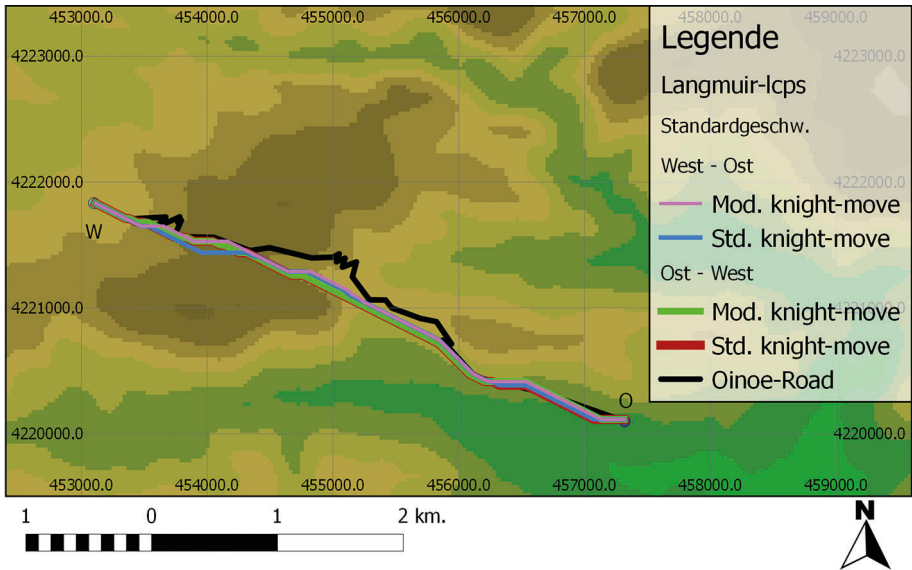 453000.0 454000.0 455000.0 456000.0 457000.0 458000.0 459000.0
4223000.0 4223000.0
4222000.0 4222000.0
4221000.0 4221000.0
4220000.0 4220000.0
W
O
Legende
Langmuir-lcps
Standardgeschw.
West - Ost
Mod. knight-move
Std. knight-move
Ost - West
Mod. knight-move
Std. knight-move
Oinoe-Road
453000.0 454000.0 455000.0 456000.0 457000.0 458000.0 459000.0
1 0 1 2 km.
N